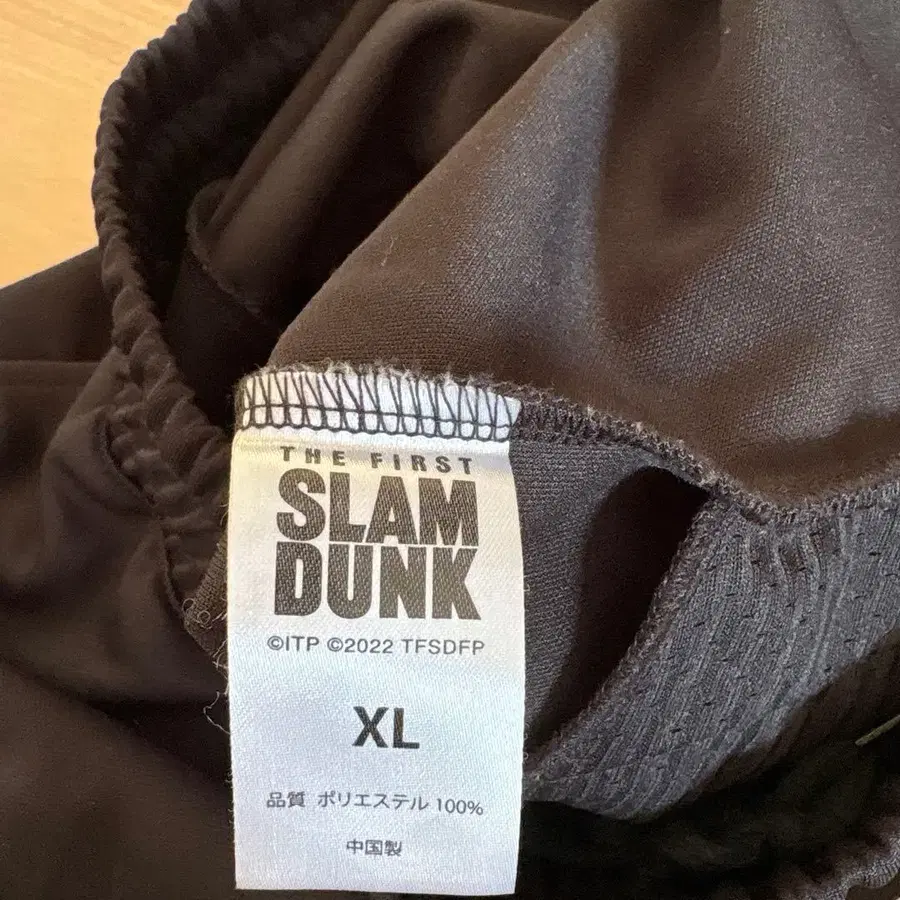 THE FIRST
SLAM
DUNK
©ITP ©2022 TFSDFP
XL
品質 ポリエステル 100%
中国製